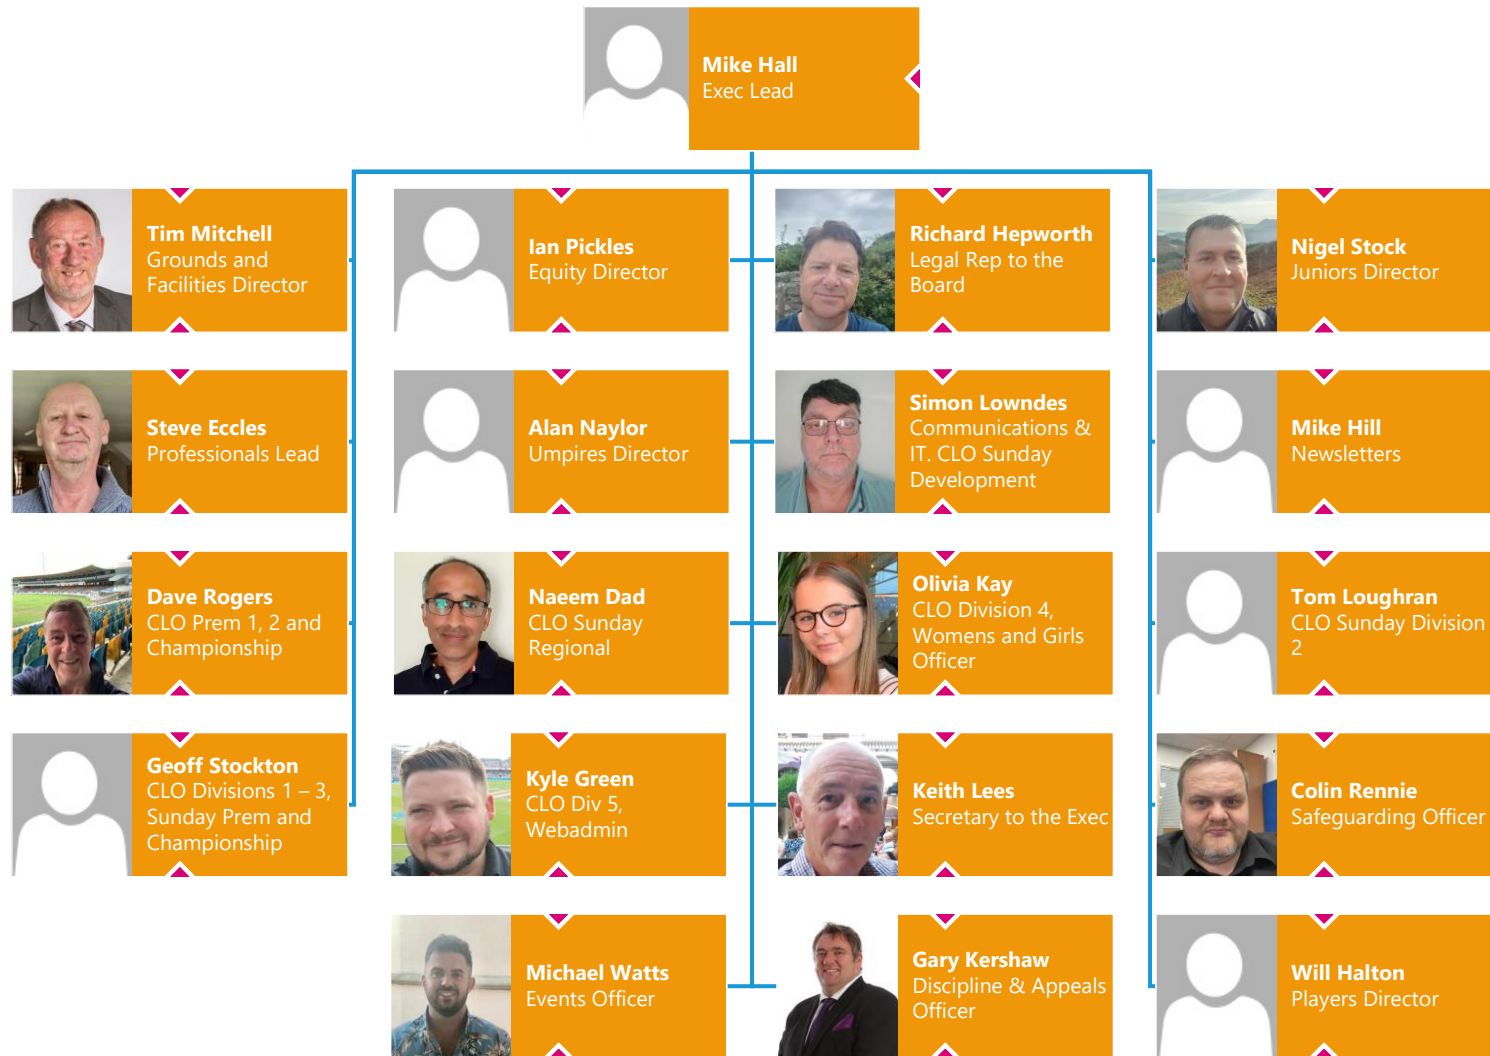 Mike Hall
Exec Lead
Tim Mitchell
Grounds and
Facilities Director
Ian Pickles
Equity Director
Richard Hepworth
Legal Rep to the
Board
Nigel Stock
Juniors Director
Steve Eccles
Professionals Lead
Alan Naylor
Umpires Director
Simon Lowndes
Communications &
IT. CLO Sunday
Development
Mike Hill
Newsletters
Dave Rogers
CLO Prem 1, 2 and
Championship
Naeem Dad
CLO Sunday
Regional
Olivia Kay
CLO Division 4,
Womens and Girls
Officer
Tom Loughran
CLO Sunday Division
2
Geoff Stockton
CLO Divisions 1 – 3,
Sunday Prem and
Championship
Kyle Green
CLO Div 5,
Webadmin
Keith Lees
Secretary to the Exec
Colin Rennie
Safeguarding Officer
Michael Watts
Events Officer
Gary Kershaw
Discipline & Appeals
Officer
Will Halton
Players Director